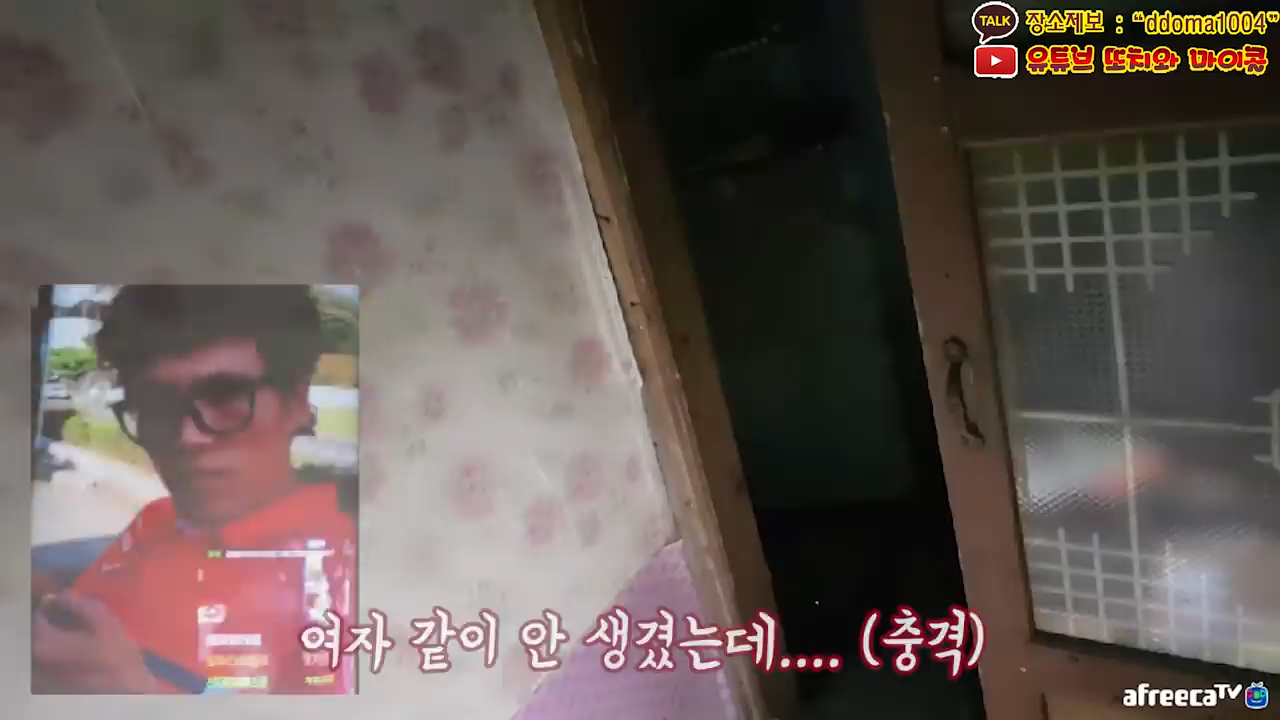 TALK 장소제보 : "ddoma1004"
유튜브 또치와 마이콜
여자 같이 안 생겼는데.... (충격)
afreecaTV